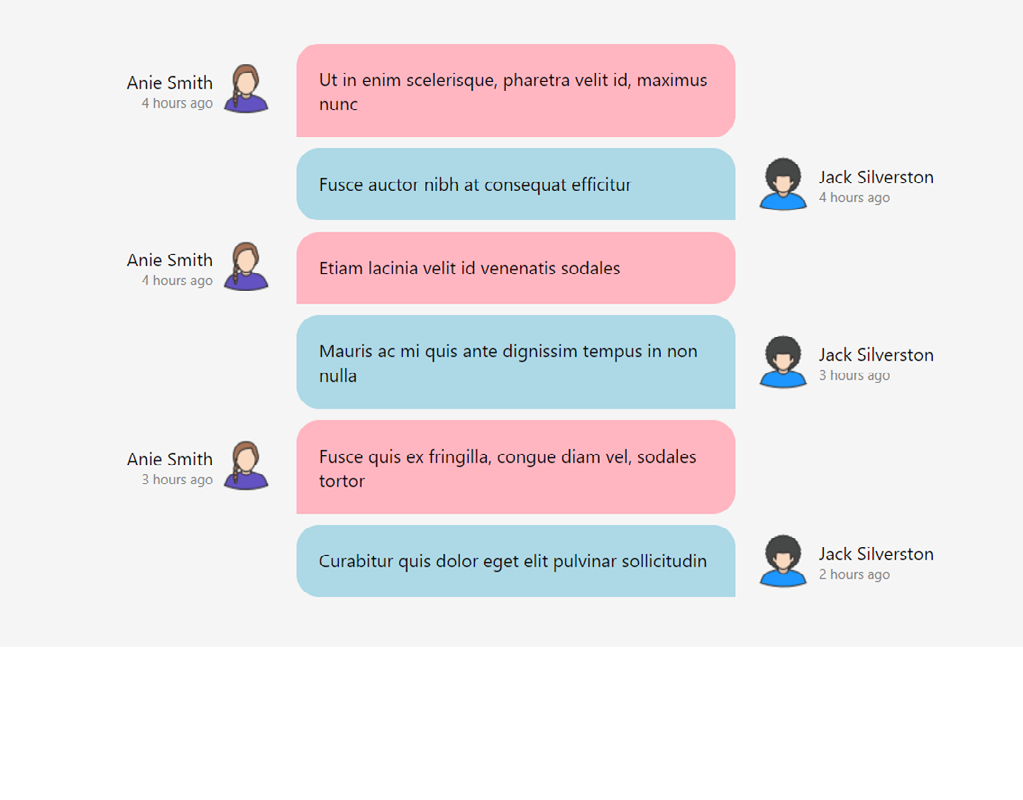 Anie Smith
4 hours ago
Ut in enim scelerisque, pharetra velit id, maximus
nunc
Fusce auctor nibh at consequat efficitur
Jack Silverston
4 hours ago
Anie Smith
4 hours ago
Etiam lacinia velit id venenatis sodales
Mauris ac mi quis ante dignissim tempus in non
nulla
Jack Silverston
3 hours ago
Anie Smith
3 hours ago
Fusce quis ex fringilla, congue diam vel, sodales
tortor
Curabitur quis dolor eget elit pulvinar sollicitudin
Jack Silverston
2 hours ago